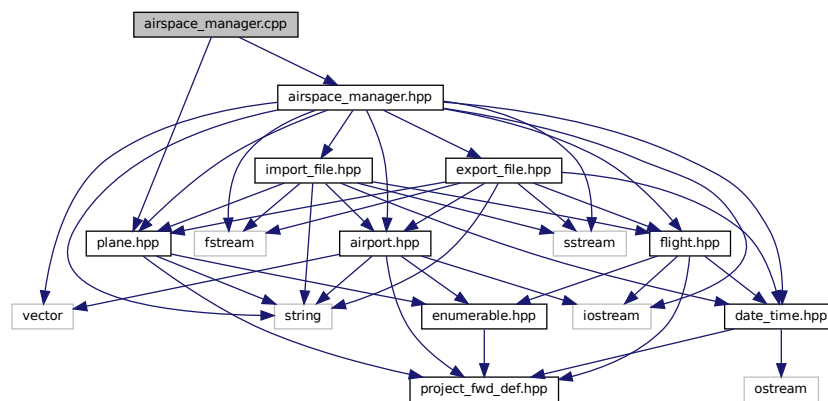 airspace_manager.cpp
airspace_manager.hpp
import_file.hpp
export_file.hpp
plane.hpp
fstream
airport.hpp
sstream
flight.hpp
vector
string
enumerable.hpp
iostream
date_time.hpp
project_fwd_def.hpp
ostream